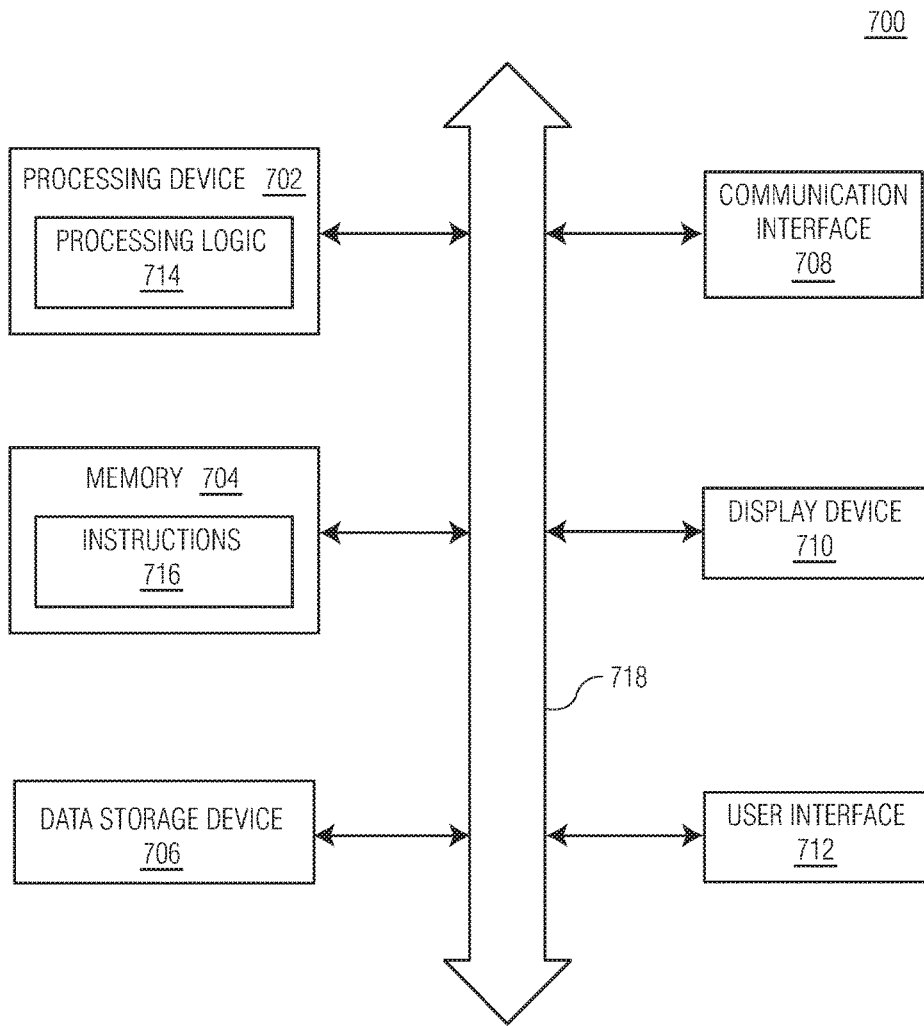 700
PROCESSING DEVICE 702
PROCESSING LOGIC
714
COMMUNICATION
INTERFACE
708
MEMORY 704
INSTRUCTIONS
716
DISPLAY DEVICE
710
718
DATA STORAGE DEVICE
706
USER INTERFACE
712